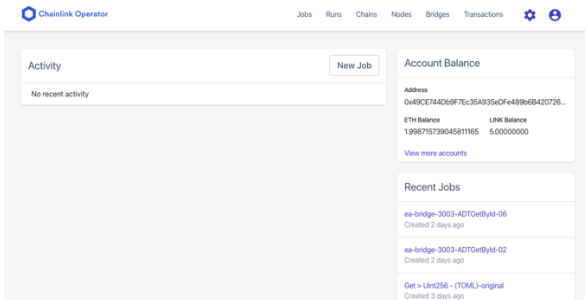 Chainlink Operator
Jobs Runs Chains Nodes Bridges Transactions
Activity
New Job
No recent activity
Account Balance
Address
0x49CE744Db9F7Ec35A935eDFe489b6B420726...
ETH Balance LINK Balance
1.998715739045811165 5.00000000
View more accounts
Recent Jobs
ea-bridge-3003-ADTGetById-06
Created 2 days ago
ea-bridge-3003-ADTGetById-02
Created 2 days ago
Get > Uint256 - (TOML)-original
Created 3 days ago